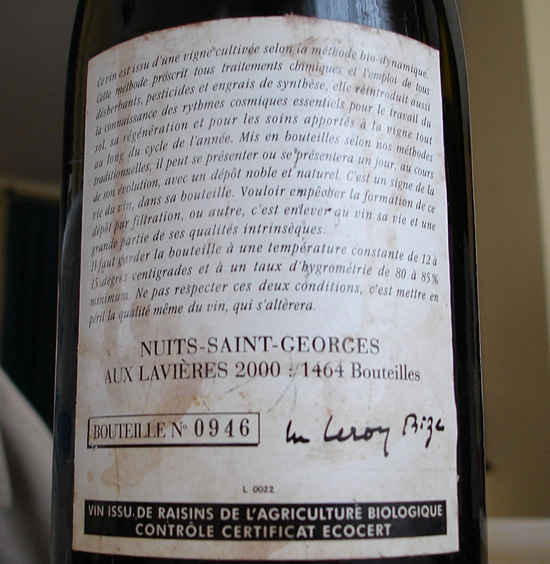 Ce vin est issu d'une vigne cultivée selon la méthode bio-dynamique.
Cette méthode proscrit tous traitements chimiques et l'emploi de tous
désherbants, pesticides et engrais de synthèse, elle réintroduit aussi
la connaissance des rythmes cosmiques essentiels pour le travail du
sol, sa régénération et pour les soins apportés à la vigne tout
au long du cycle de l'année. Mis en bouteilles selon nos méthodes
traditionnelles, il peut se présenter ou se présentera un jour, au cours
de son évolution, avec un dépôt noble et naturel. C'est un signe de la
vie du vin, dans sa bouteille. Vouloir empêcher la formation de ce
dépôt par filtration, ou autre, c'est enlever au vin sa vie et une
grande partie de ses qualités intrinsèques.
Il faut garder la bouteille à une température constante de 12 à
15 degrés centigrades et à un taux d'hygrométrie de 80 à 85%
minimum. Ne pas respecter ces deux conditions, c'est mettre en
péril la qualité même du vin, qui s'altèrera.
NUITS-SAINT-GEORGES
AUX LAVIÈRES 2000 : 1464 Bouteilles
BOUTEILLE N° 0946
Leroy Bize
L 0022
VIN ISSU DE RAISINS DE L'AGRICULTURE BIOLOGIQUE
CONTRÔLE CERTIFICAT ECOCERT